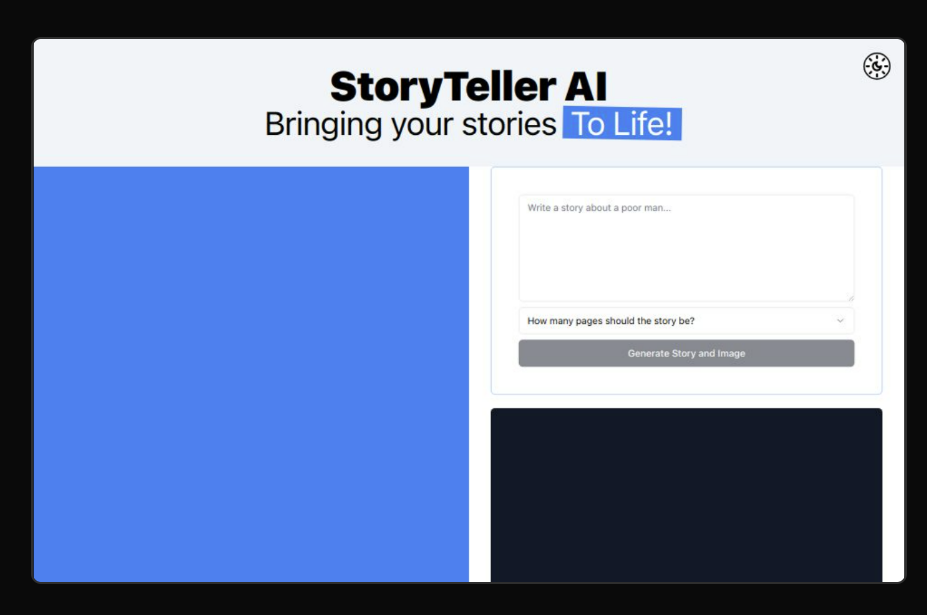 StoryTeller AI
Bringing your stories To Life!
Write a story about a poor man...
How many pages should the story be?
Generate Story and Image